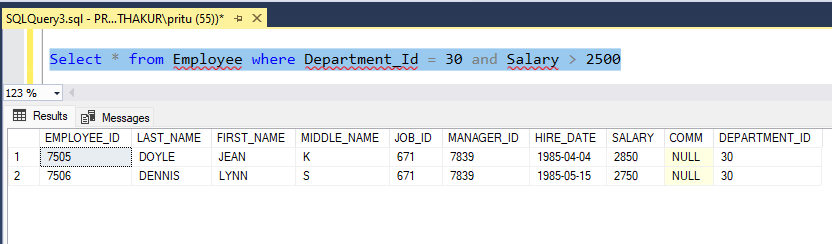 SQLQuery3.sql - PR...THAKUR\pritu (55))*
Select * from Employee where Department_Id = 30 and Salary > 2500
123 %
Results Messages
EMPLOYEE_ID LAST_NAME FIRST_NAME MIDDLE_NAME JOB_ID MANAGER_ID HIRE_DATE SALARY COMM DEPARTMENT_ID
1 7505 DOYLE JEAN K 671 7839 1985-04-04 2850 NULL 30
2 7506 DENNIS LYNN S 671 7839 1985-05-15 2750 NULL 30